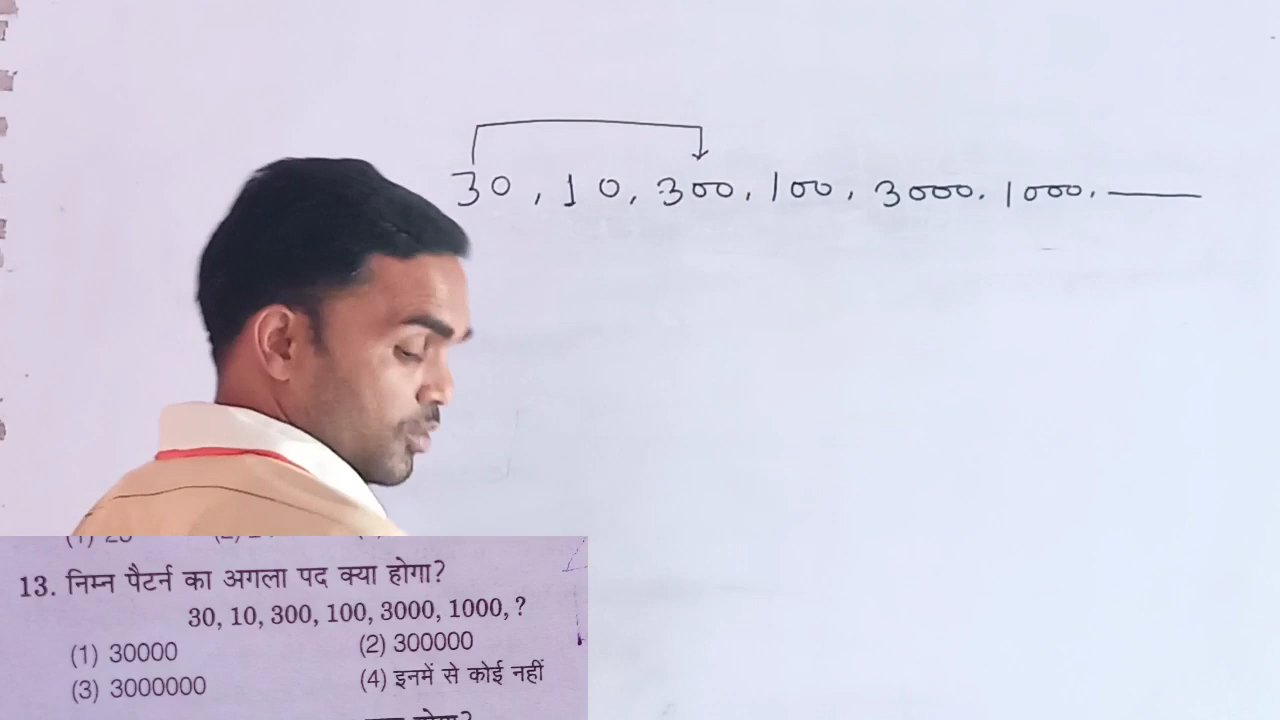 30, 10, 300, 100, 3000. 1000. ——
13. निम्न पैटर्न का अगला पद क्या होगा?
30, 10, 300, 100, 3000, 1000, ?
(1) 30000 (2) 300000
(3) 3000000 (4) इनमें से कोई नहीं